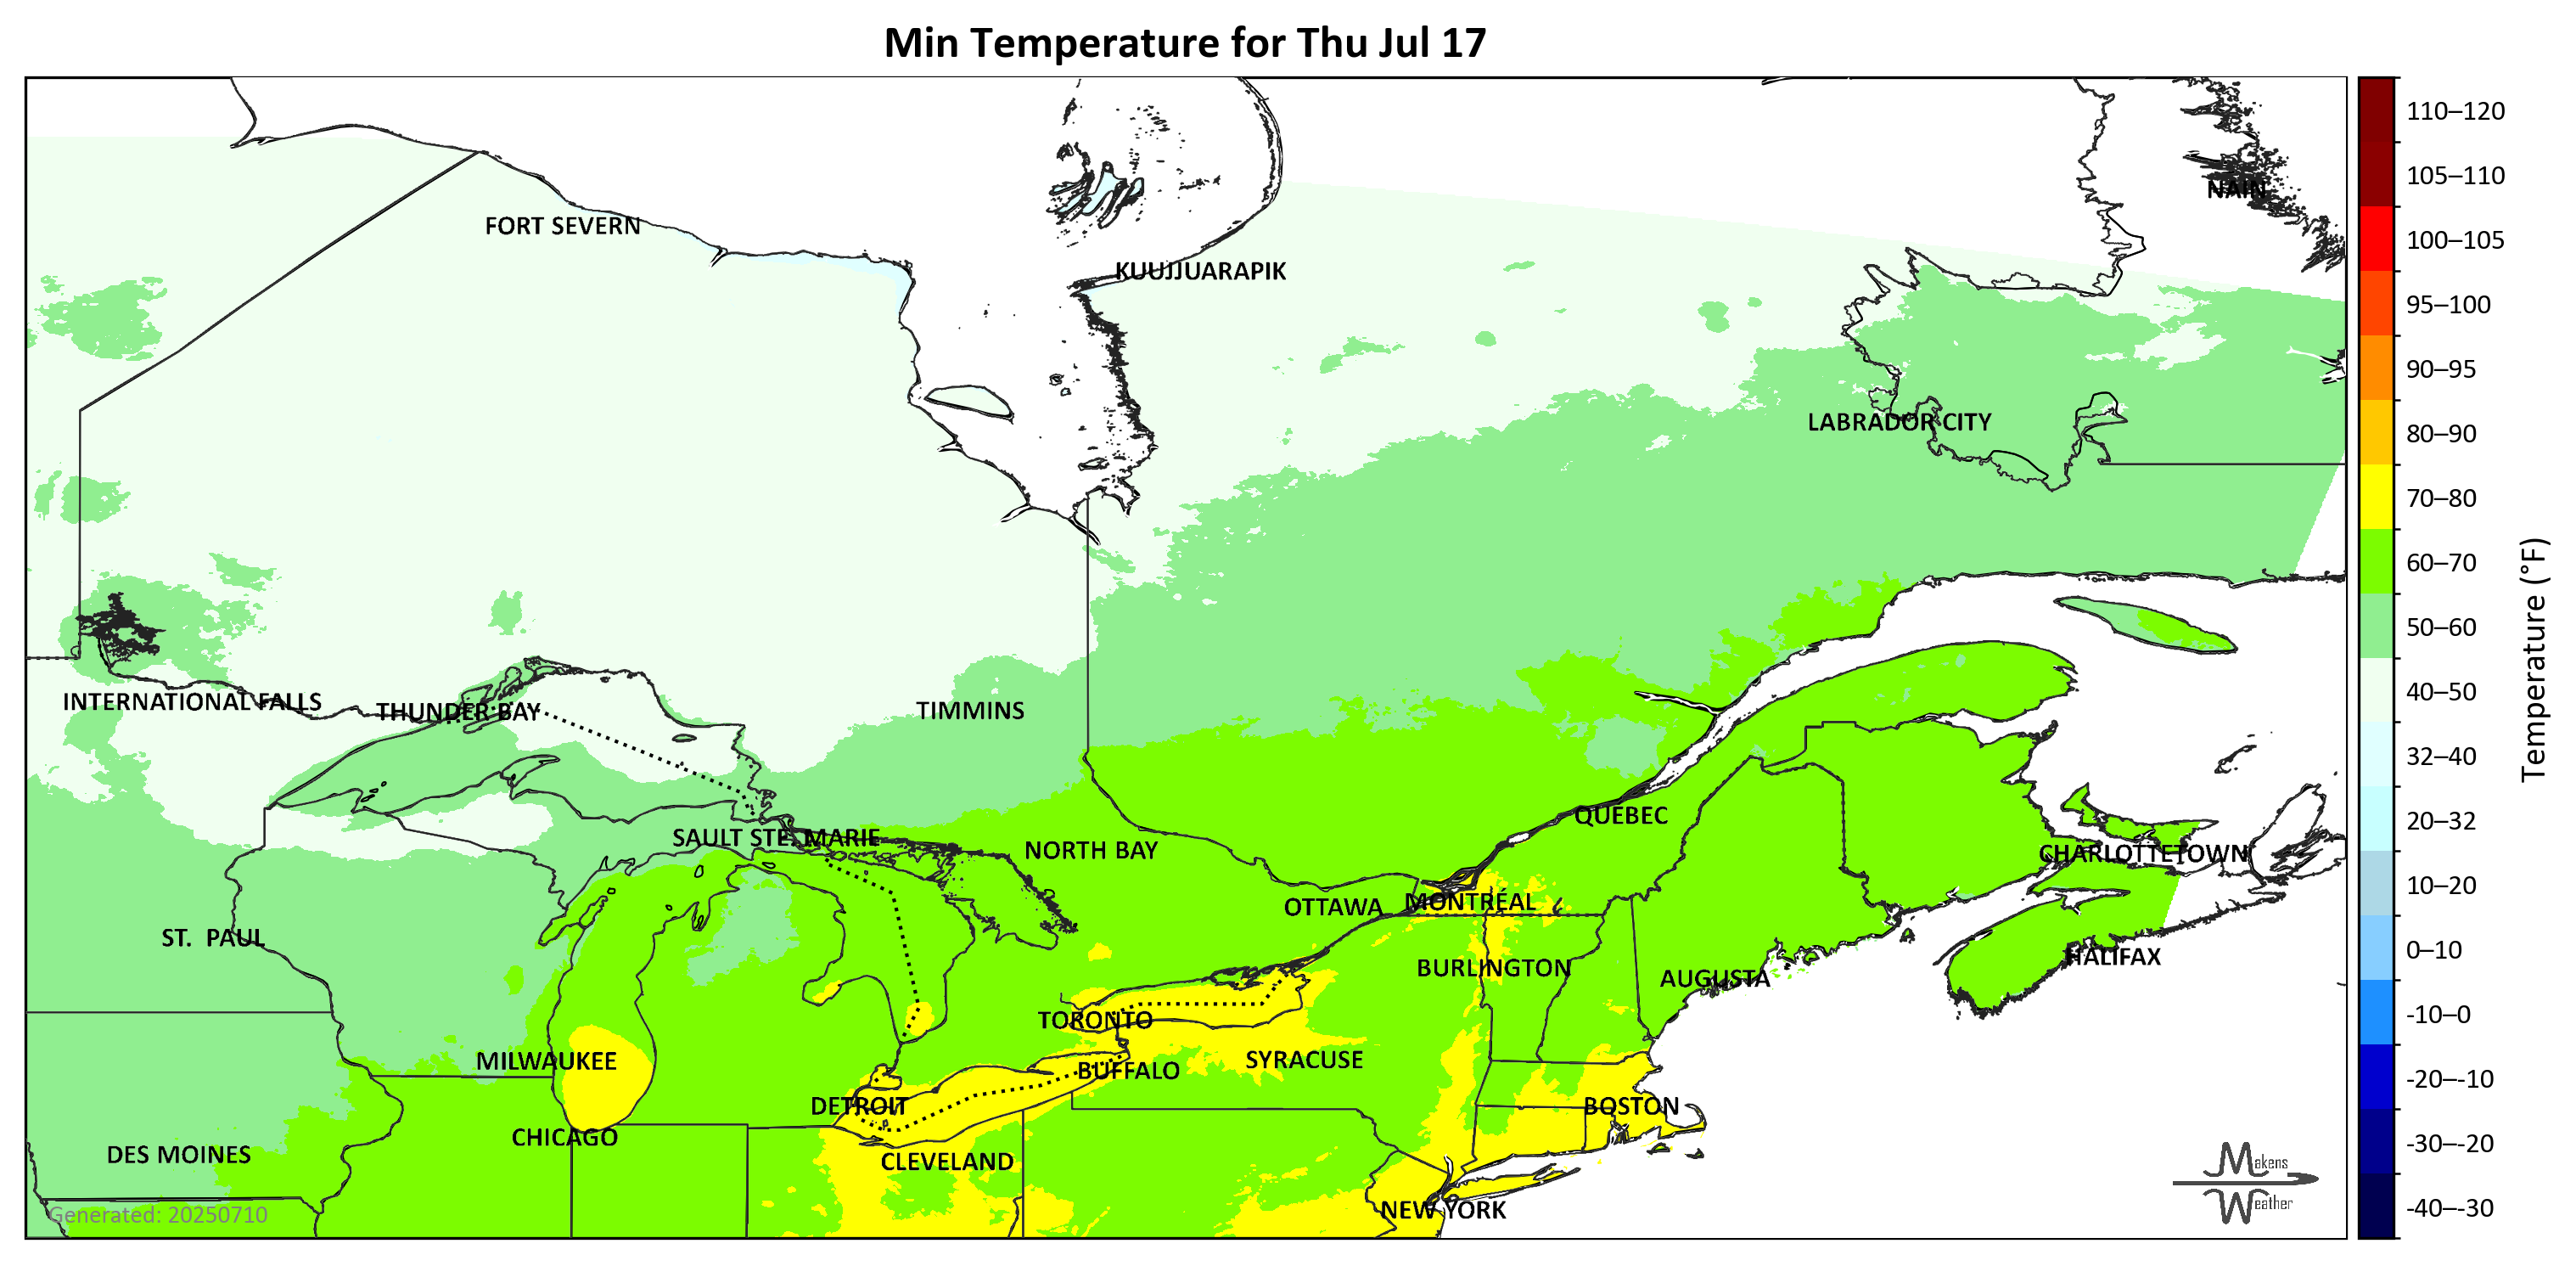 Min Temperature for Thu Jul 17
110–120
105–110
NAIN
FORT SEVERN
100–105
KUUJJUARAPIK
95–100
90–95
LABRADOR CITY
80–90
70–80
60–70
50–60
Temperature (°F)
INTERNATIONAL FALLS
THUNDER BAY
TIMMINS
40–50
32–40
QUÉBEC
20–32
SAULT STE. MARIE
NORTH BAY
CHARLOTTETOWN
10–20
OTTAWA
MONTRÉAL
ST. PAUL
0–10
HALIFAX
BURLINGTON
AUGUSTA
-10–0
TORONTO
MILWAUKEE
SYRACUSE
BUFFALO
-20–-10
DETROIT
BOSTON
CHICAGO
-30–-20
DES MOINES
CLEVELAND
Makens
Weather
NEW YORK
-40–-30
Generated: 20250710